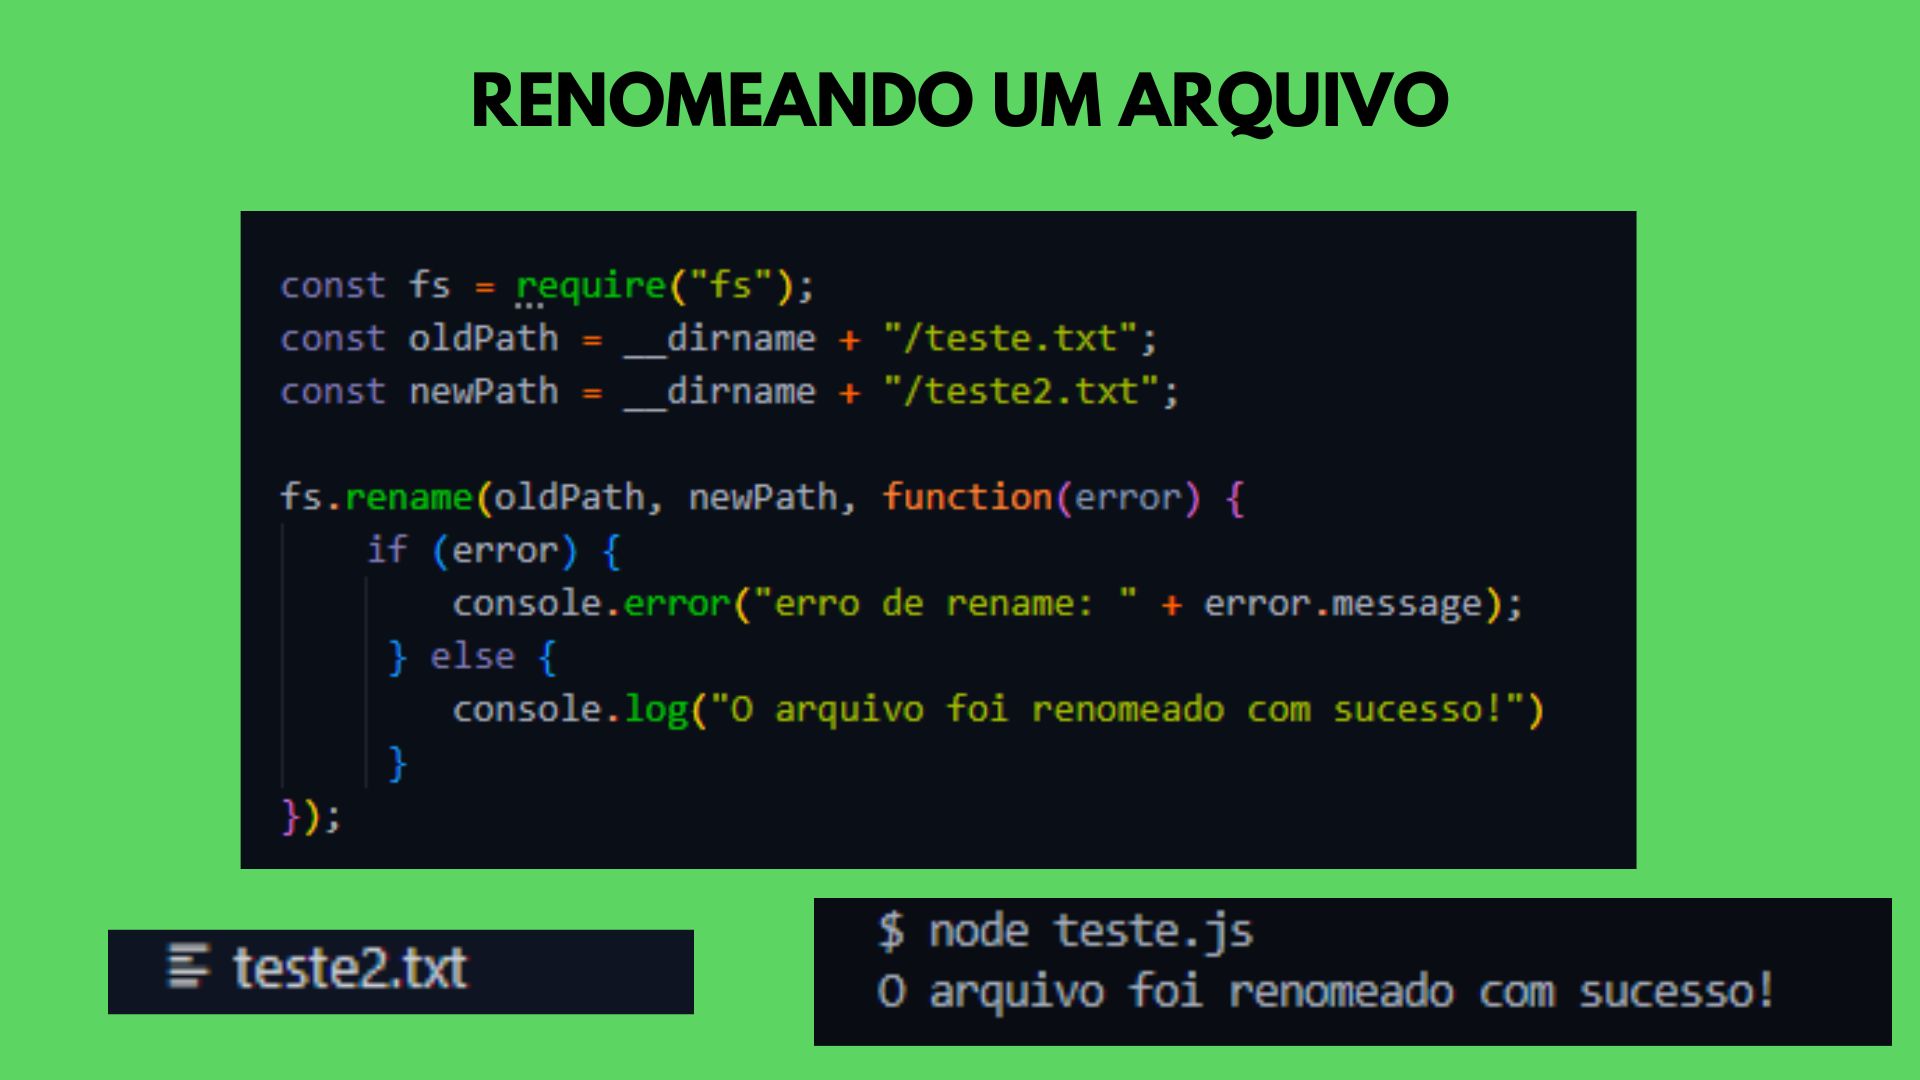 RENOMEANDO UM ARQUIVO
const fs = require("fs");
const oldPath = __dirname + "/teste.txt";
const newPath = __dirname + "/teste2.txt";
fs.rename(oldPath, newPath, function(error) {
if (error) {
console.error("erro de rename: " + error.message);
} else {
console.log("O arquivo foi renomeado com sucesso!")
}
});
teste2.txt
$ node teste.js
O arquivo foi renomeado com sucesso!